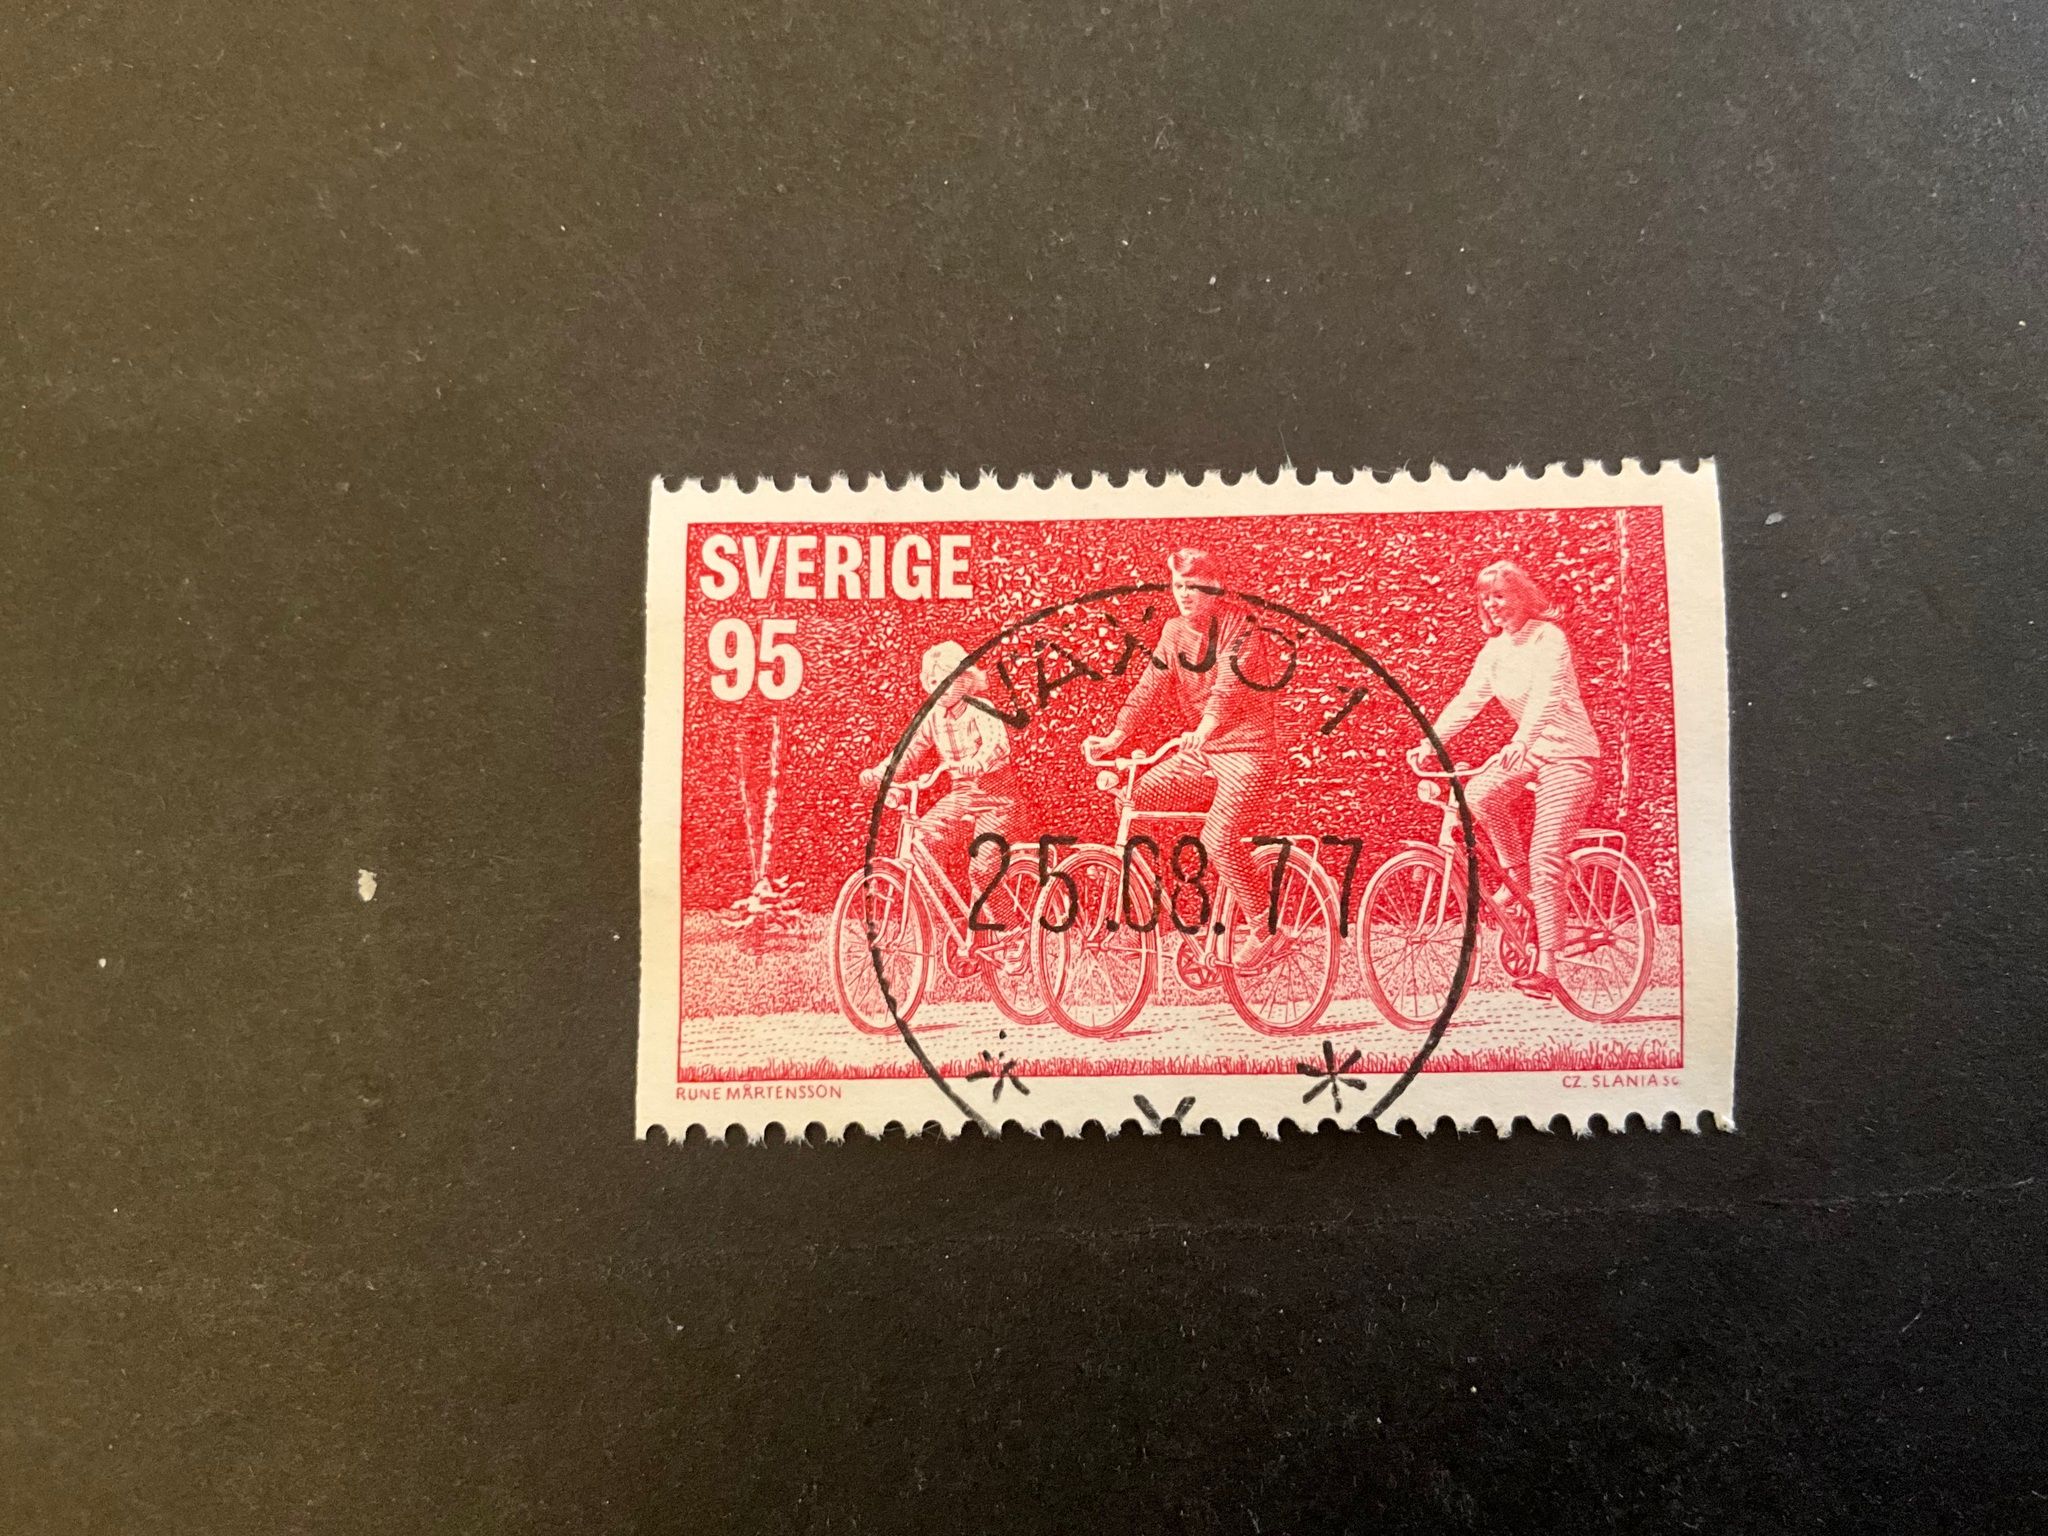 SVERIGE
95
VÄXJÖ 1
25.08.77
RUNE MÅRTENSSON
CZ. SLANIA SC